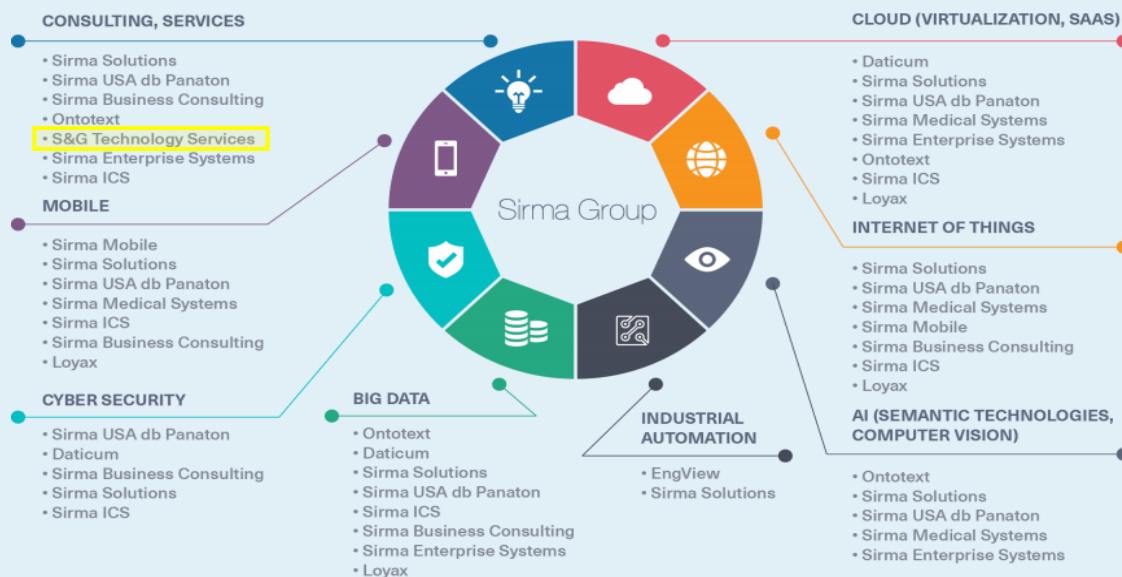 CONSULTING, SERVICES
• Sirma Solutions
• Sirma USA db Panaton
• Sirma Business Consulting
• Ontotext
• S&G Technology Services
• Sirma Enterprise Systems
• Sirma ICS
MOBILE
• Sirma Mobile
• Sirma Solutions
• Sirma USA db Panaton
• Sirma Medical Systems
• Sirma ICS
• Sirma Business Consulting
• Loyax
CYBER SECURITY
• Sirma USA db Panaton
• Daticum
• Sirma Business Consulting
• Sirma Solutions
• Sirma ICS
Sirma Group
BIG DATA
• Ontotext
• Daticum
• Sirma Solutions
• Sirma USA db Panaton
• Sirma ICS
• Sirma Business Consulting
• Sirma Enterprise Systems
• Loyax
INDUSTRIAL
AUTOMATION
• EngView
• Sirma Solutions
CLOUD (VIRTUALIZATION, SAAS)
• Daticum
• Sirma Solutions
• Sirma USA db Panaton
• Sirma Medical Systems
• Sirma Enterprise Systems
• Ontotext
• Sirma ICS
• Loyax
INTERNET OF THINGS
• Sirma Solutions
• Sirma USA db Panaton
• Sirma Medical Systems
• Sirma Mobile
• Sirma Business Consulting
• Sirma ICS
• Loyax
AI (SEMANTIC TECHNOLOGIES,
COMPUTER VISION)
• Ontotext
• Sirma Solutions
• Sirma USA db Panaton
• Sirma Medical Systems
• Sirma Enterprise Systems